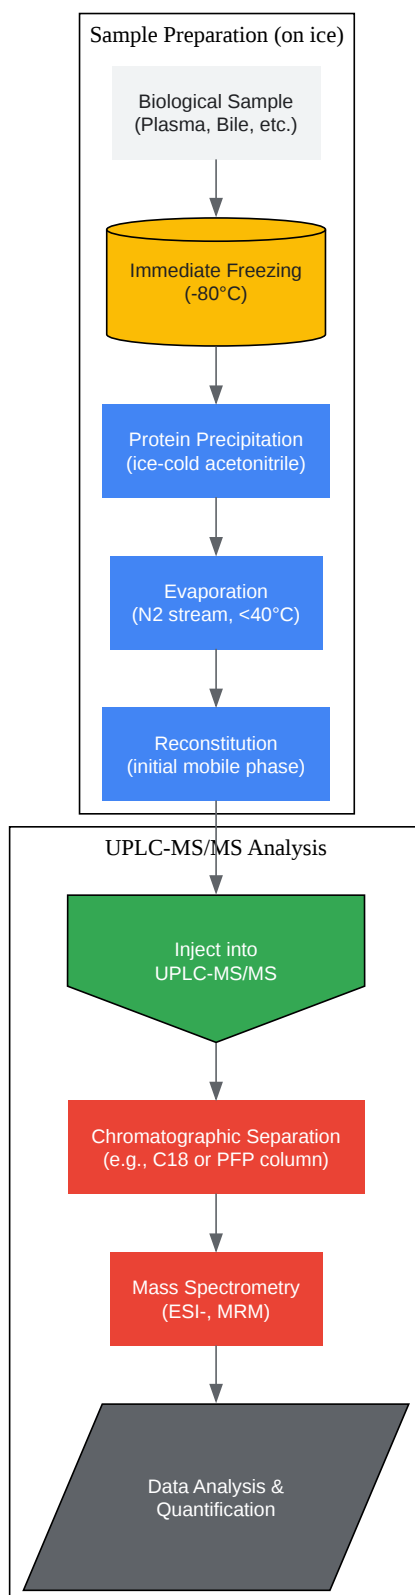 Sample Preparation (on ice)
Biological Sample
(Plasma, Bile, etc.)
Immediate Freezing
(-80°C)
Protein Precipitation
(ice-cold acetonitrile)
Evaporation
(N2 stream, <40°C)
Reconstitution
(initial mobile phase)
UPLC-MS/MS Analysis
Inject into
UPLC-MS/MS
Chromatographic Separation
(e.g., C18 or PFP column)
Mass Spectrometry
(ESI-, MRM)
Data Analysis &
Quantification